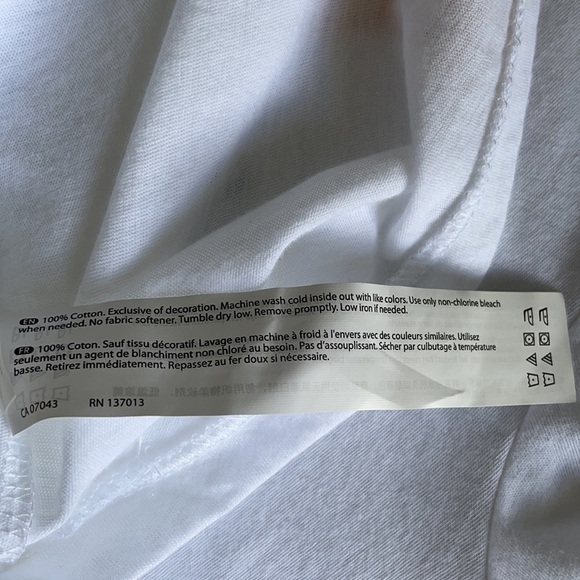 EN 100% Cotton. Exclusive of decoration. Machine wash cold inside out with like colors. Use only non-chlorine bleach
when needed. No fabric softener. Tumble dry low. Remove promptly. Low iron if needed.
FR 100% Coton. Sauf tissu décoratif. Lavage en machine à froid à l'envers avec des couleurs similaires. Utilisez
seulement un agent de blanchiment non chloré au besoin. Pas d'assouplissant. Sécher par culbutage à température
basse. Retirez immédiatement. Repassez au fer doux si nécessaire.
CA 07043 RN 137013